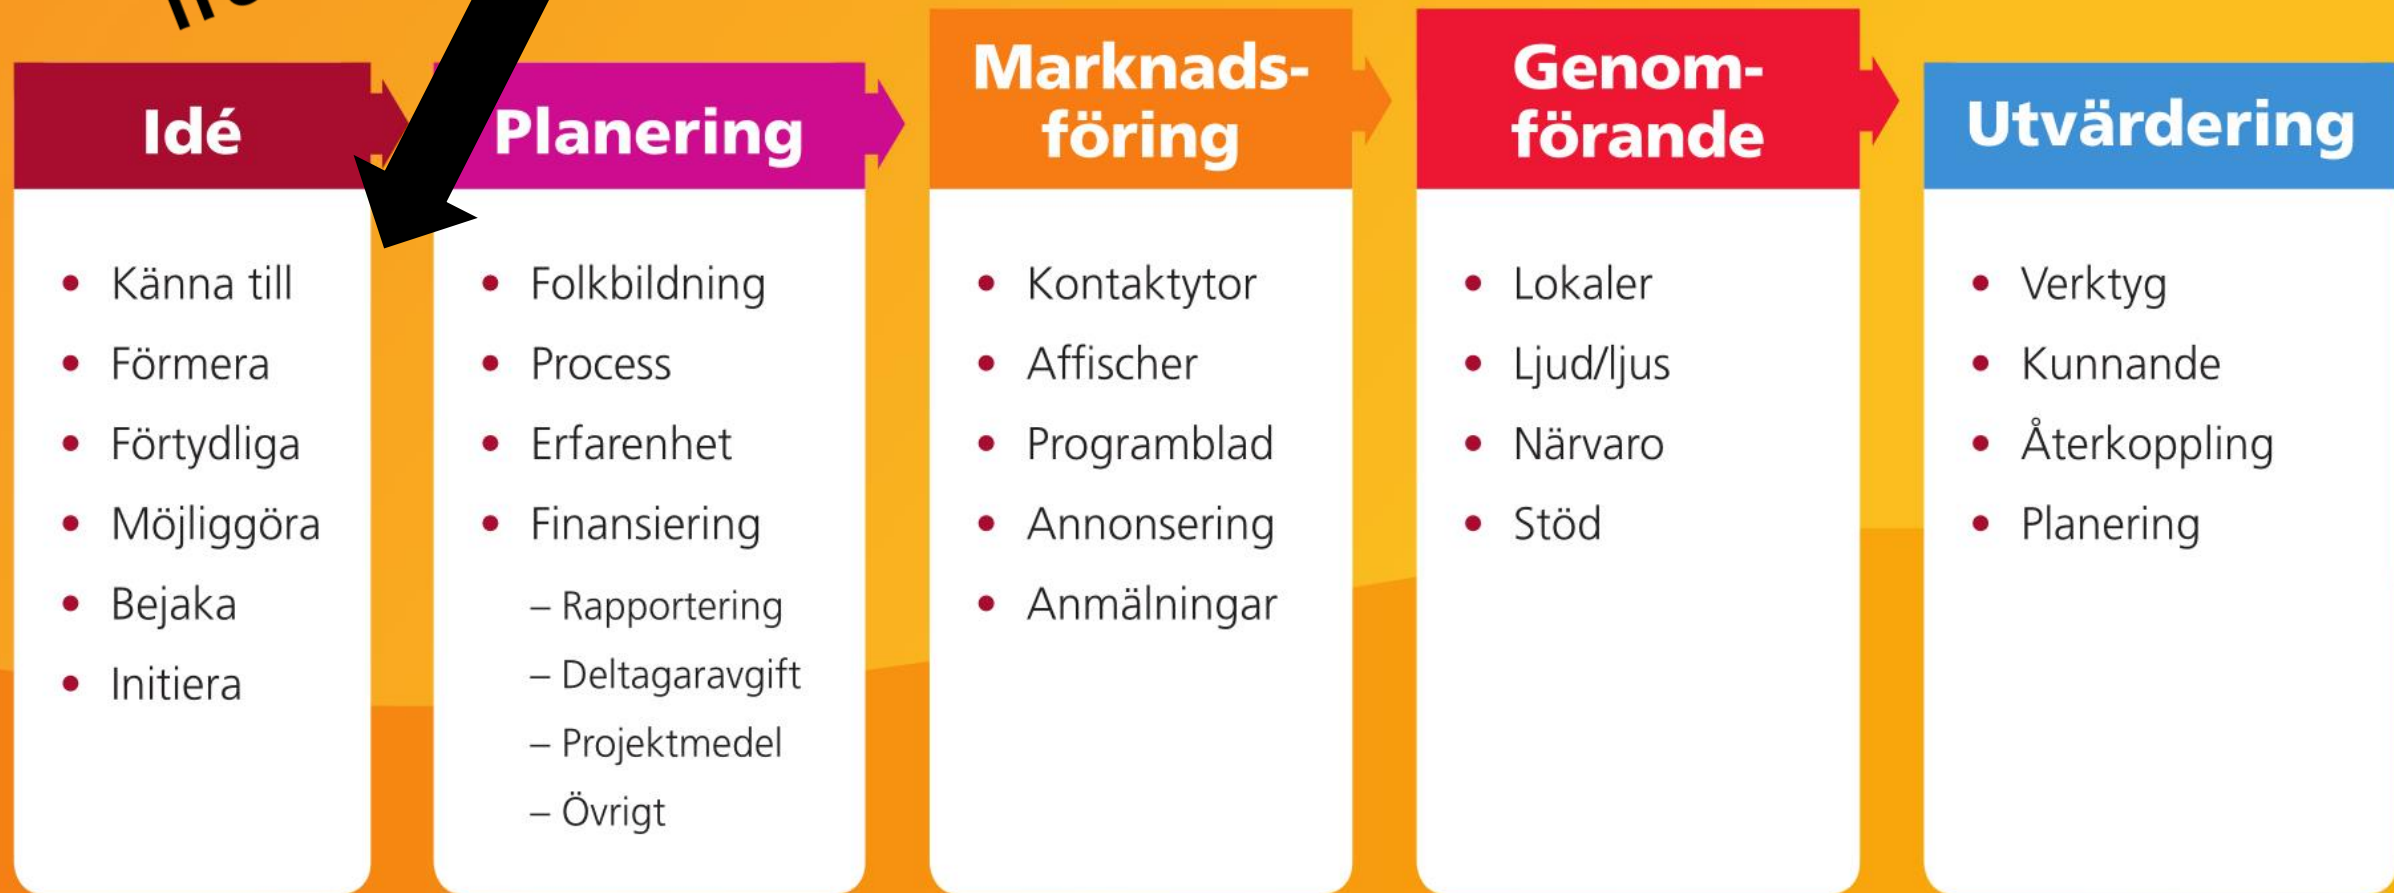 Idé
Känna till
Förmera
Förtydliga
Möjliggöra
Bejaka
Initiera
Planering
Folkbildning
Process
Erfarenhet
Finansiering
– Rapportering
– Deltagaravgift
– Projektmedel
– Övrigt
Marknads-
föring
Kontaktytor
Affischer
Programblad
Annonsering
Anmälningar
Genom-
förande
Lokaler
Ljud/ljus
Närvaro
Stöd
Utvärdering
Verktyg
Kunnande
Återkoppling
Planering